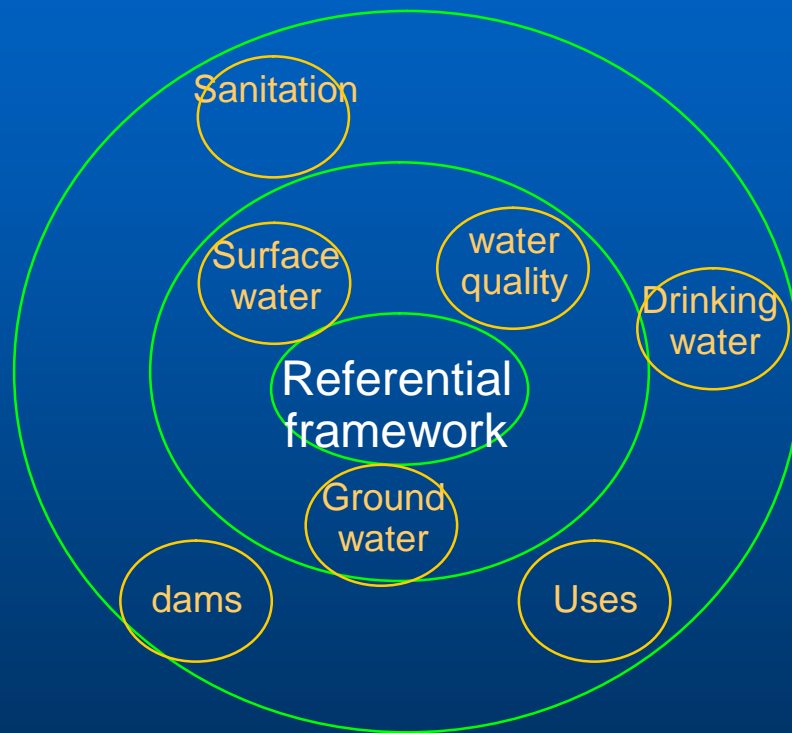 Sanitation
Surface
water
water
quality
Drinking
water
Referential
framework
Ground
water
dams
Uses